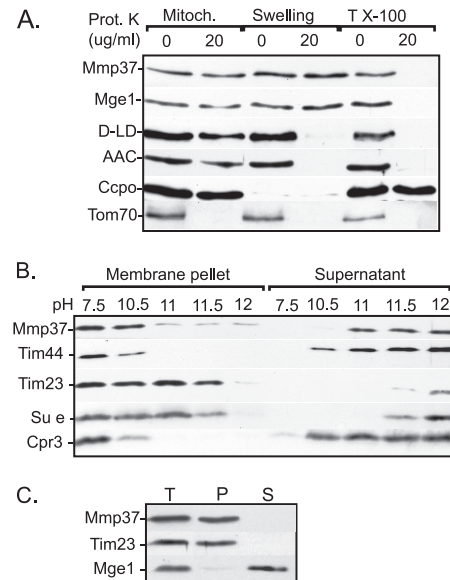 A.
Prot. K Mitoch. Swelling T X-100
(ug/ml) 0 20 0 20 0 20
Mmp37
Mge1
D-LD
AAC
Ccpo
Tom70
B.
Membrane pellet Supernatant
pH 7.5 10.5 11 11.5 12 7.5 10.5 11 11.5 12
Mmp37
Tim44
Tim23
Su e
Cpr3
C.
T P S
Mmp37
Tim23
Mge1